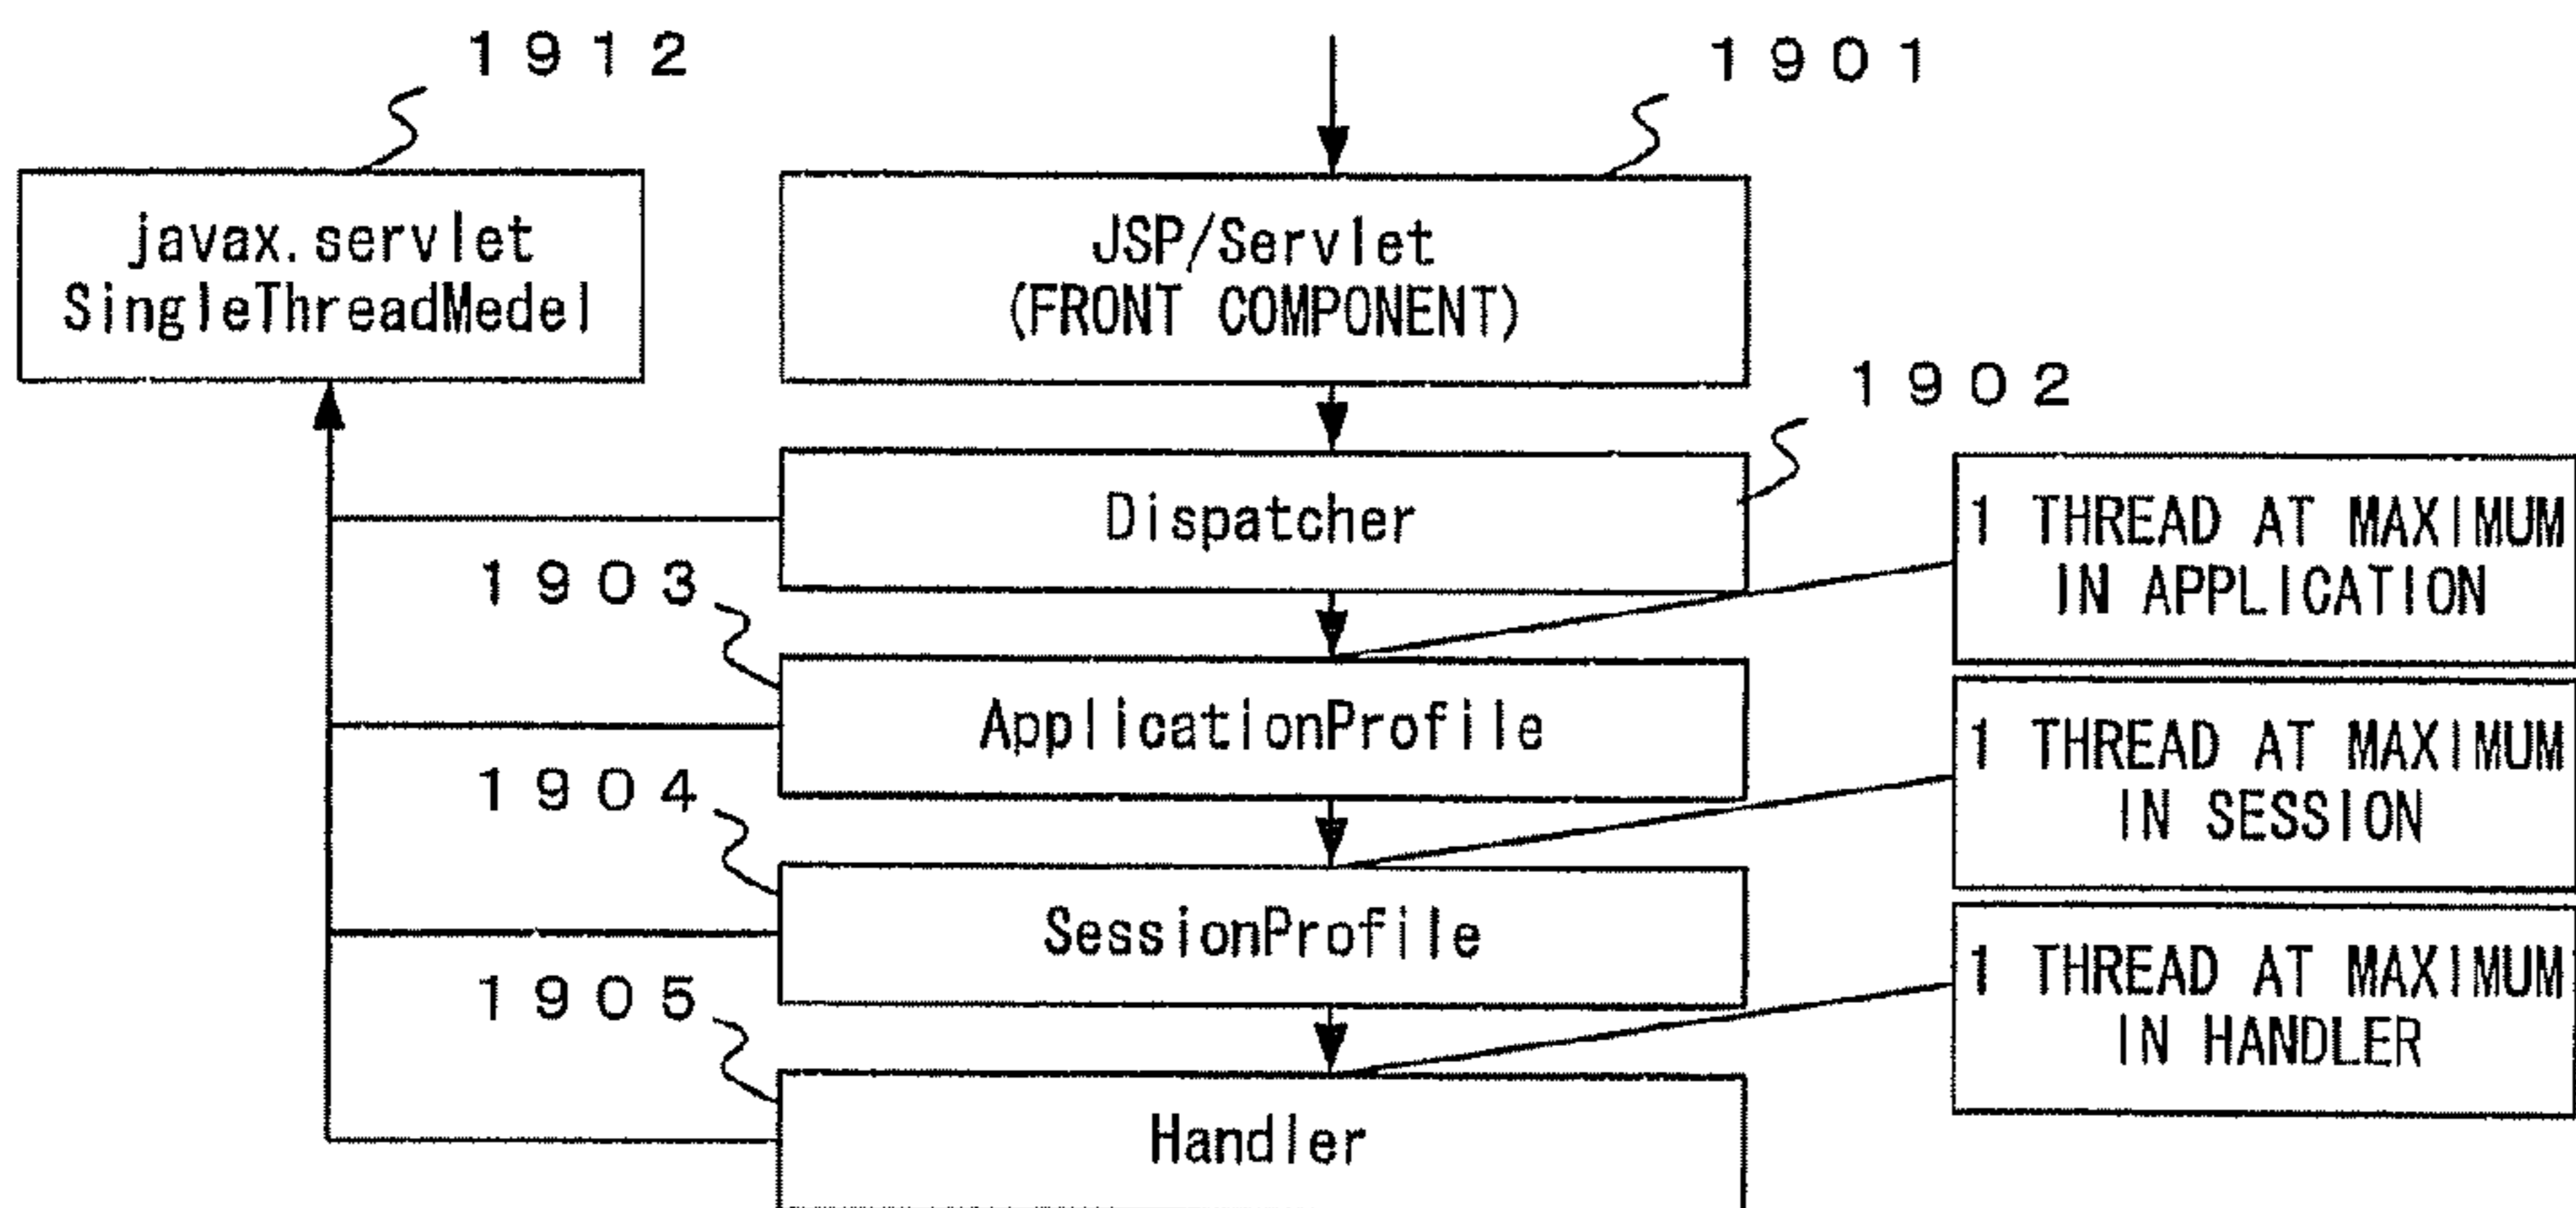 1912
1901
javax.servlet
SingleThreadMedel
JSP/Servlet
(FRONT COMPONENT)
1902
Dispatcher
1 THREAD AT MAXIMUM
IN APPLICATION
1903
ApplicationProfile
1 THREAD AT MAXIMUM
IN SESSION
1904
SessionProfile
1 THREAD AT MAXIMUM
IN HANDLER
1905
Handler